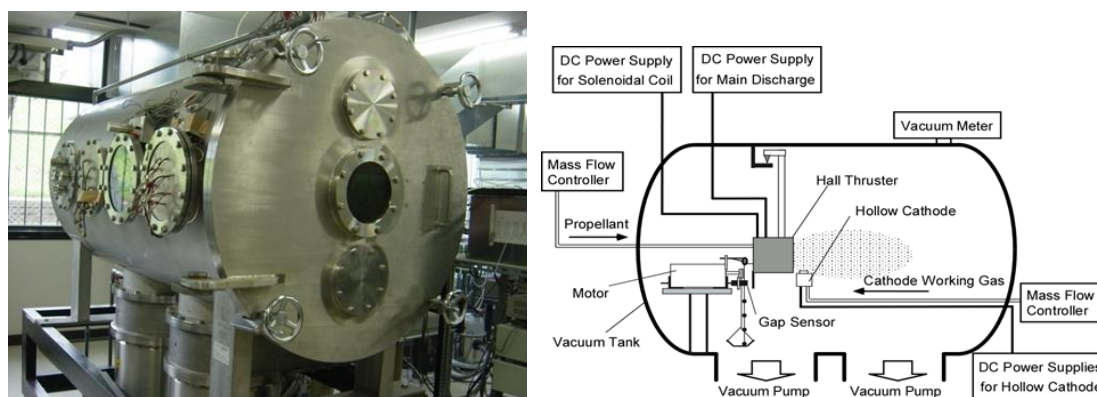 DC Power Supply
for Solenoidal Coil
DC Power Supply
for Main Discharge
Vacuum Meter
Mass Flow
Controller
Hall Thruster
Hollow Cathode
Propellant
Motor
Cathode Working Gas
Mass Flow
Controller
Gap Sensor
Vacuum Tank
Vacuum Pump
Vacuum Pump
DC Power Supplies
for Hollow Cathode